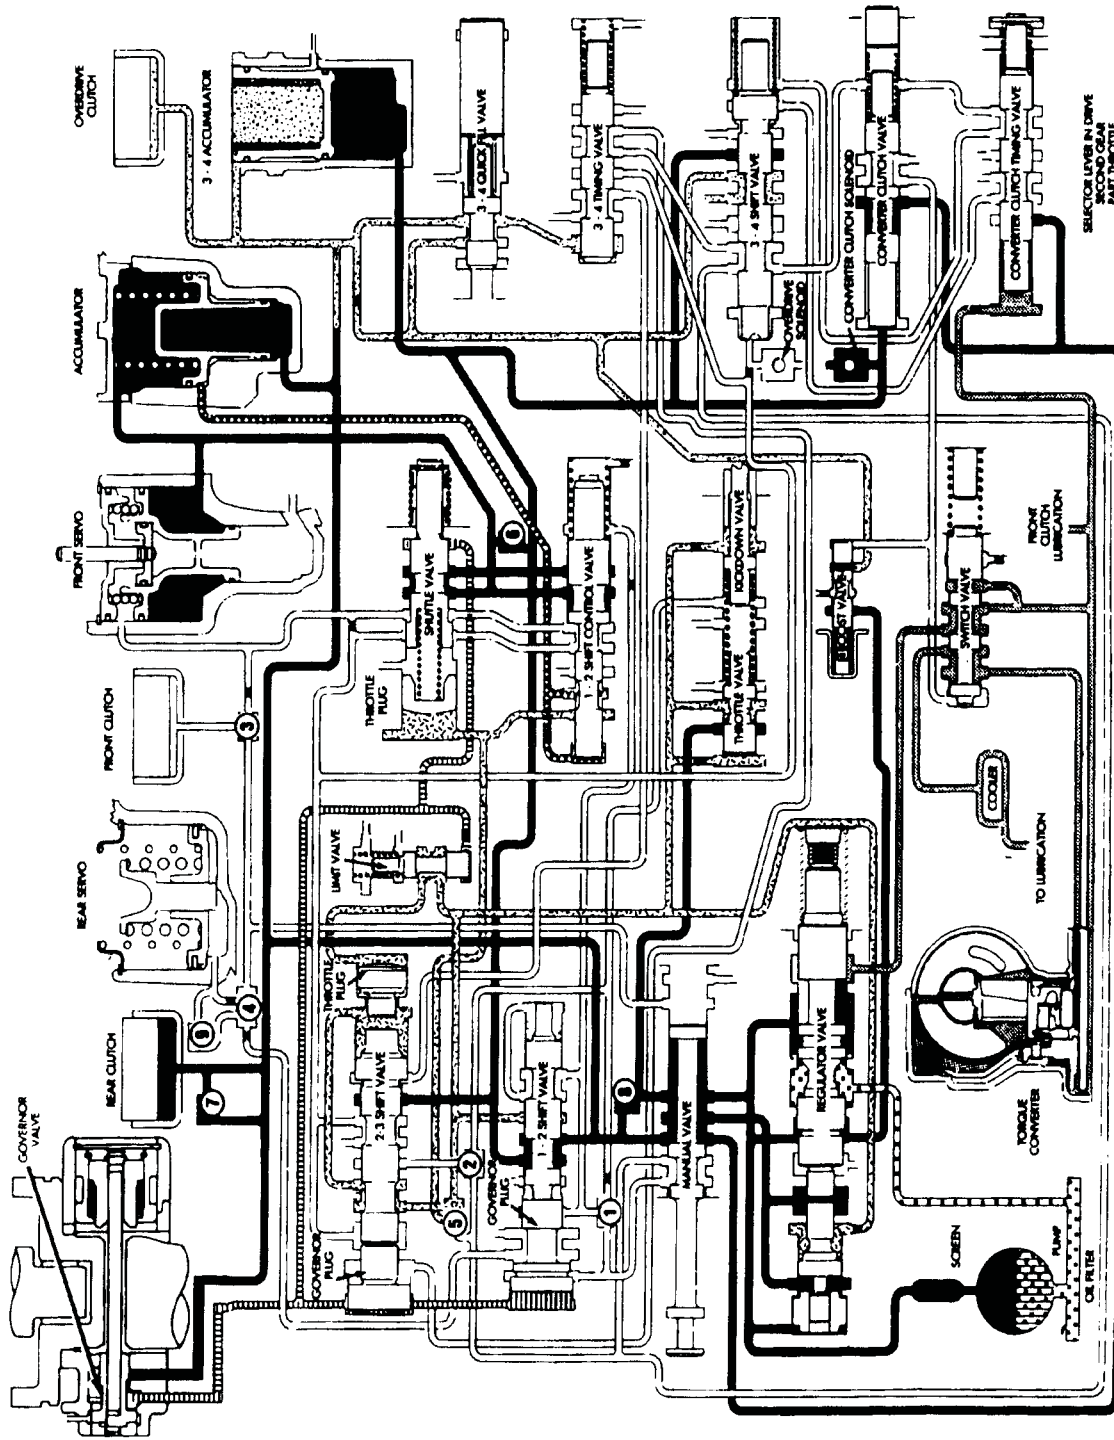 GOVERNOR
VALVE
REAR CLUTCH
REAR SERVO
FRONT CLUTCH
FRONT SERVO
ACCUMULATOR
OVERDRIVE
CLUTCH
3 - 4 ACCUMULATOR
7
9
4
3
GOVERNOR
PLUG
2-3 SHIFT VALVE
THROTTLE
PLUG
LIMIT VALVE
THROTTLE
PLUG
SHUTTLE VALVE
3 - 4 QUICK FILL VALVE
5
2
6
GOVERNOR
PLUG
1 - 2 SHIFT VALVE
1 - 2 SHIFT CONTROL VALVE
3 - 4 TIMING VALVE
1
8
MANUAL VALVE
THROTTLE VALVE
KICKDOWN VALVE
3 - 4 SHIFT VALVE
OVERDRIVE
SOLENOID
REGULATOR VALVE
BOOST VALVE
CONVERTER CLUTCH SOLENOID
CONVERTER CLUTCH VALVE
SCREEN
COOLER
SWITCH VALVE
CONVERTER CLUTCH TIMING VALVE
PUMP
OIL FILTER
TORQUE
CONVERTER
TO LUBRICATION
FRONT
CLUTCH
LUBRICATION
SELECTOR LEVER IN DRIVE
SECOND GEAR
PART THROTTLE